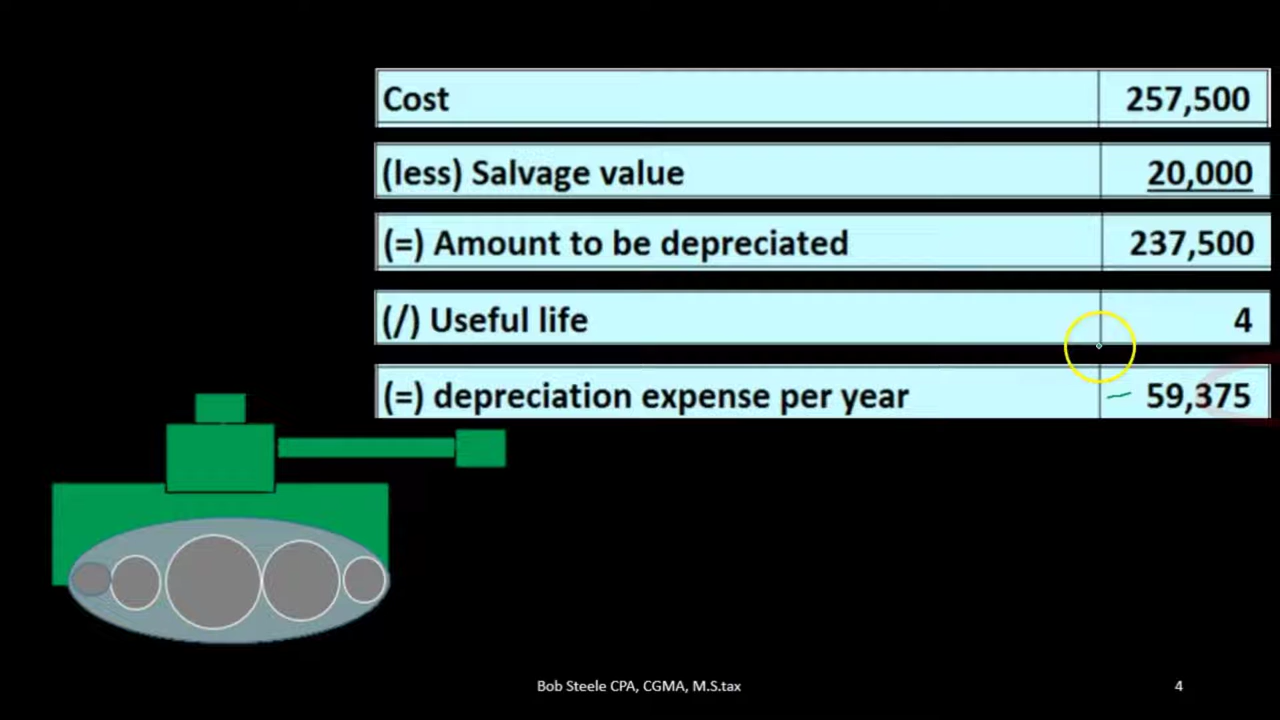 Cost 257,500
(less) Salvage value 20,000
(=) Amount to be depreciated 237,500
(/) Useful life 4
(=) depreciation expense per year 59,375
Bob Steele CPA, CGMA, M.S.tax 4